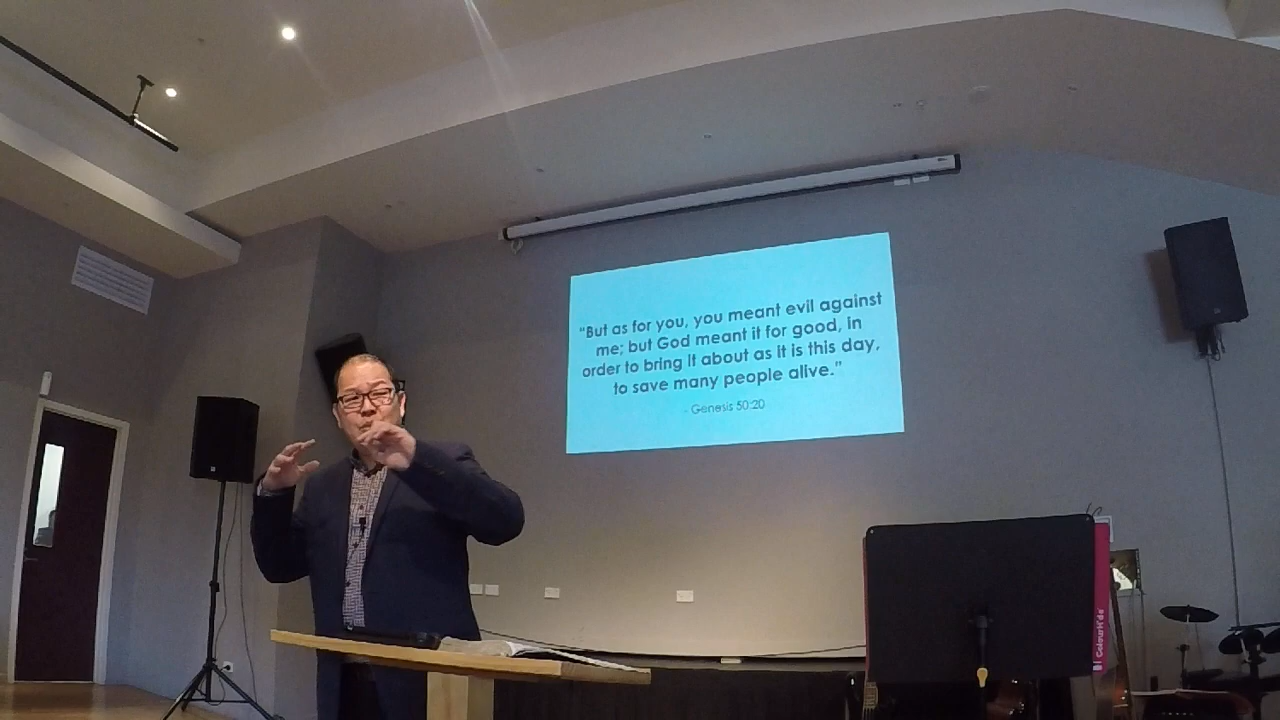 “But as for you, you meant evil against
me; but God meant it for good, in
order to bring it about as it is this day,
to save many people alive.”
- Genesis 50:20